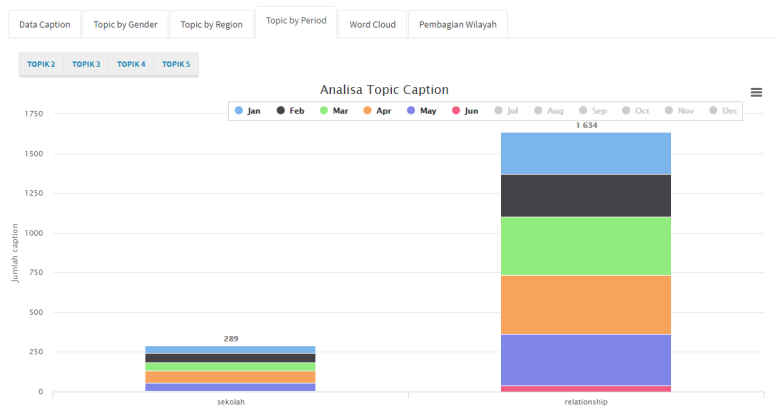 Data Caption Topic by Gender Topic by Region Topic by Period Word Cloud Pembagian Wilayah
TOPIK 2 TOPIK 3 TOPIK 4 TOPIK 5
Analisa Topic Caption
Jan Feb Mar Apr May Jun Jul Aug Sep Oct Nov Dec
1750
1 634
1500
1250
1000
750
500
289
250
0
Jumlah caption
sekolah relationship